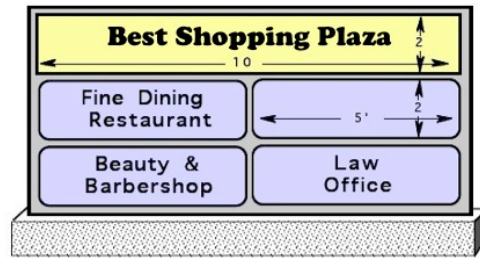 Best Shopping Plaza
2
10
Fine Dining
Restaurant
2
5'
Beauty &
Barbershop
Law
Office